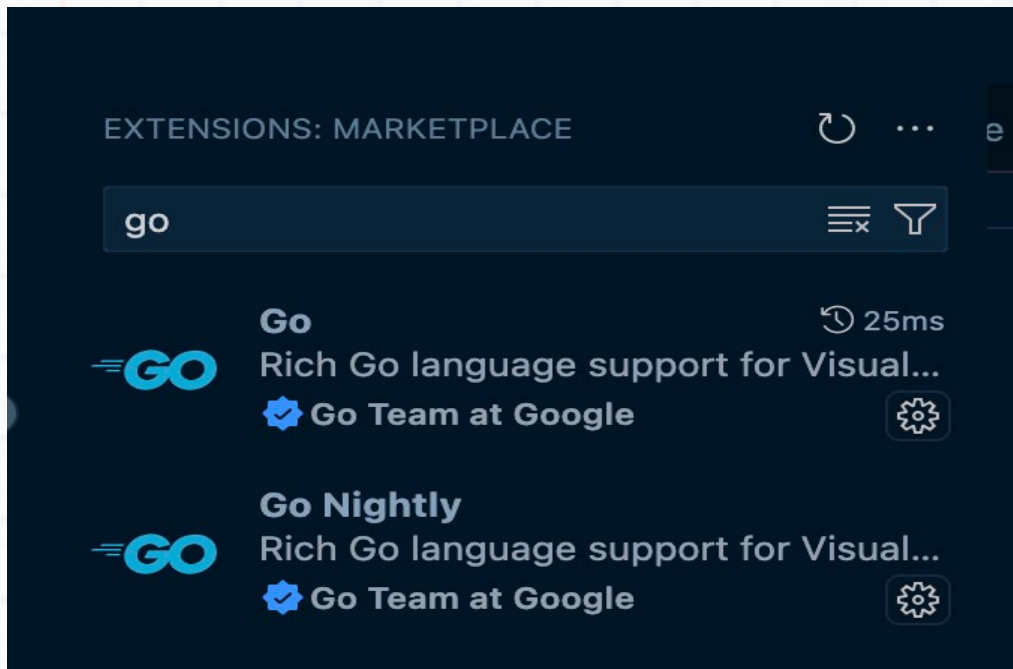 EXTENSIONS: MARKETPLACE
e
go
Go 25ms
GO
Rich Go language support for Visual...
Go Team at Google
Go Nightly
GO
Rich Go language support for Visual...
Go Team at Google